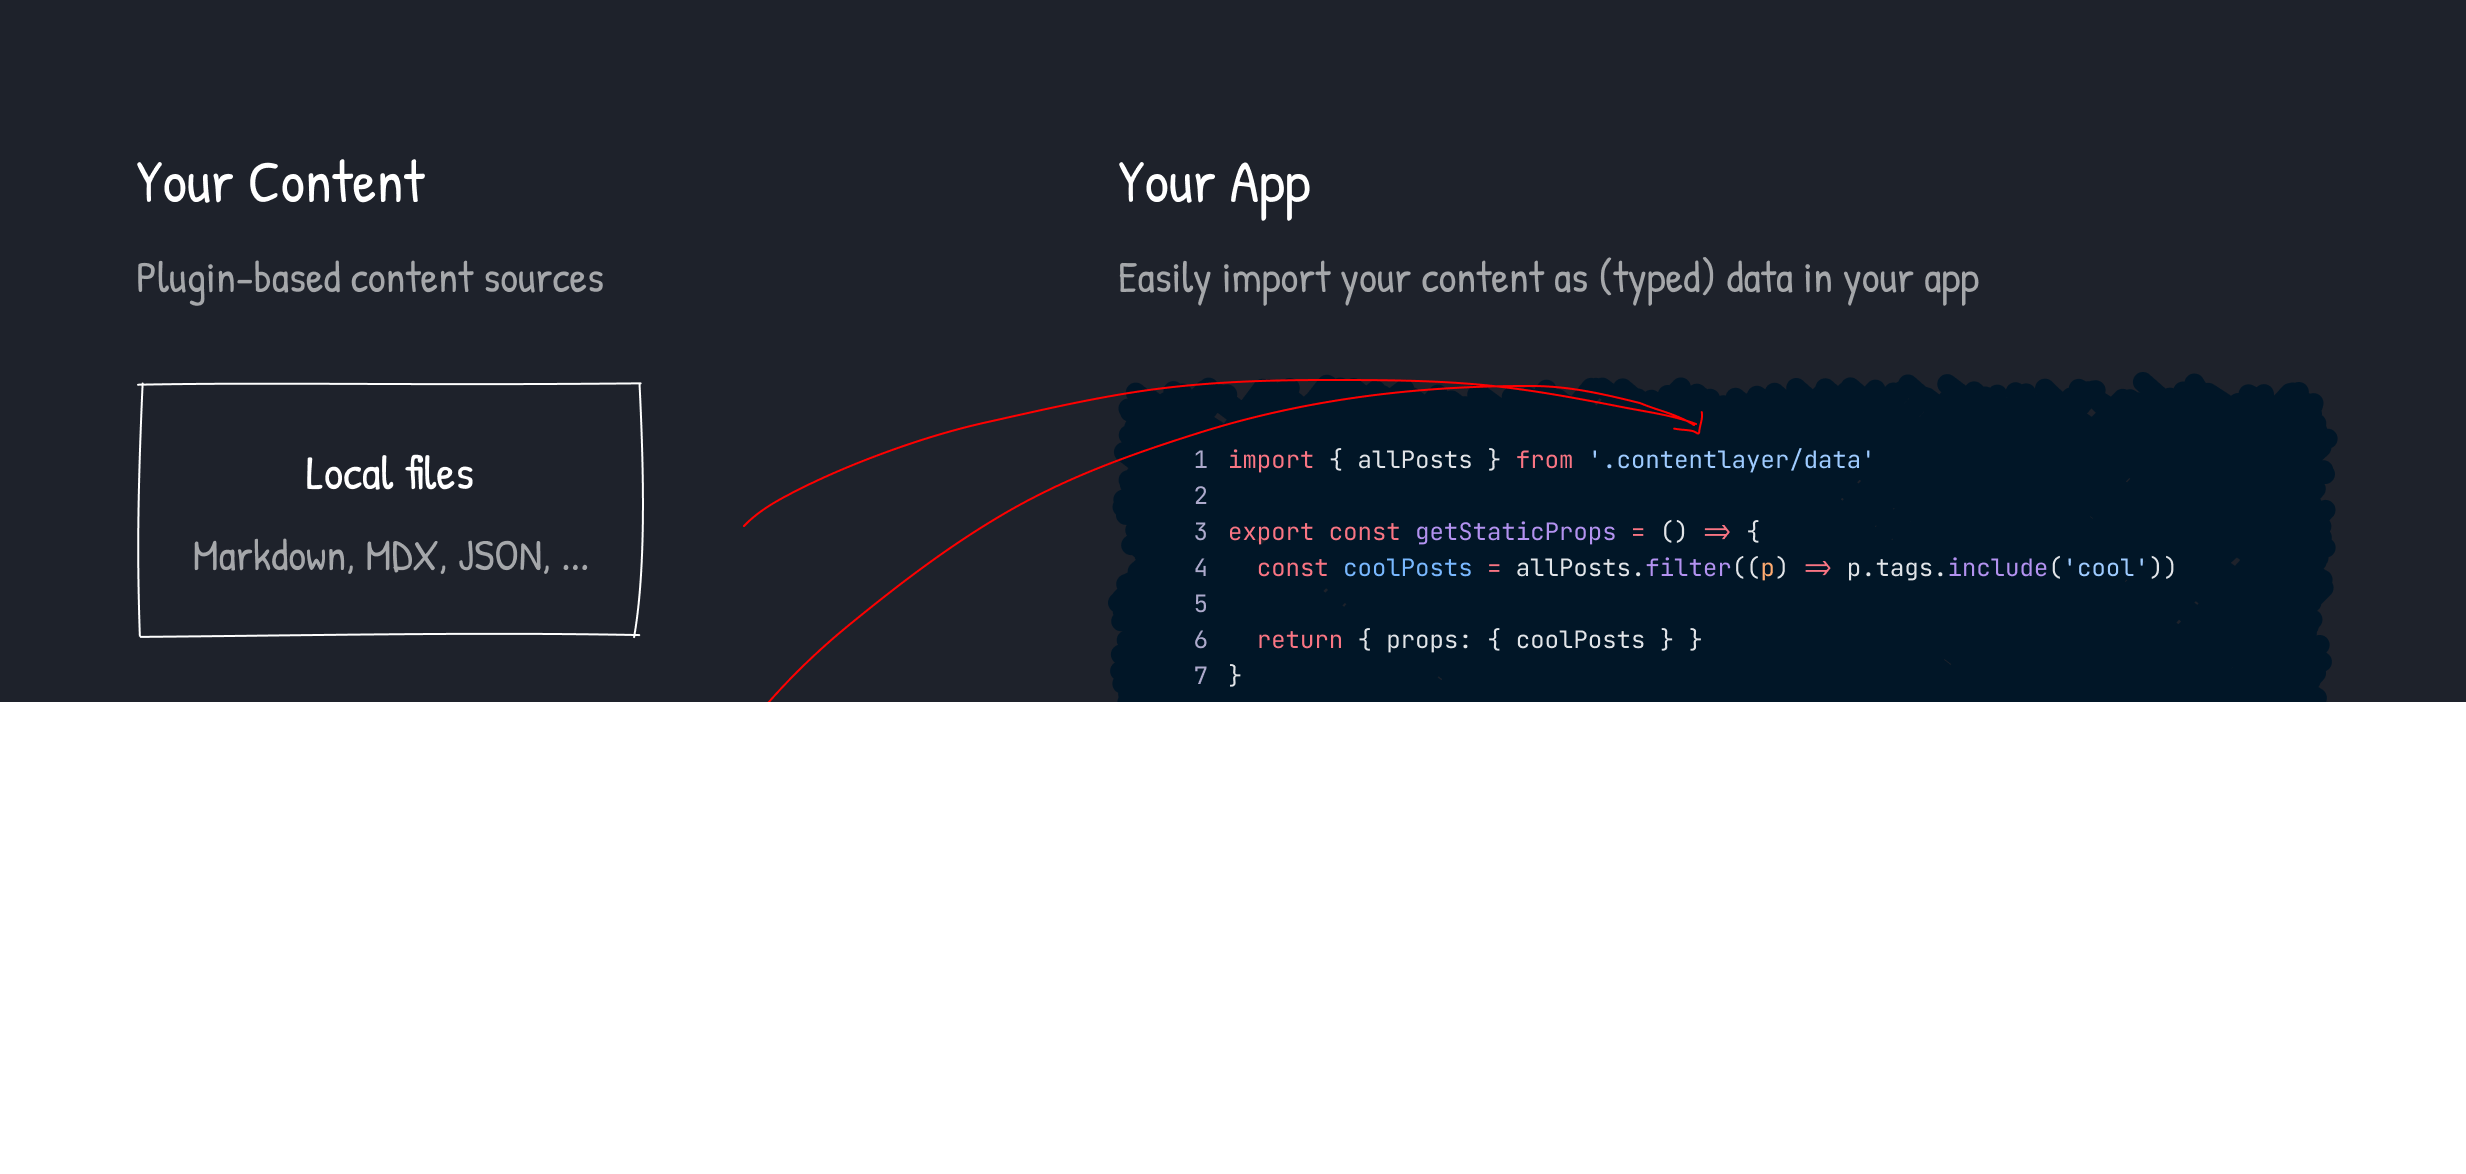 Your Content
Plugin-based content sources
Local files
Markdown, MDX, JSON, ...
Your App
Easily import your content as (typed) data in your app
1 import { allPosts } from '.contentlayer/data'
2
3 export const getStaticProps = () => {
4   const coolPosts = allPosts.filter((p) => p.tags.include('cool'))
5
6   return { props: { coolPosts } }
7 }